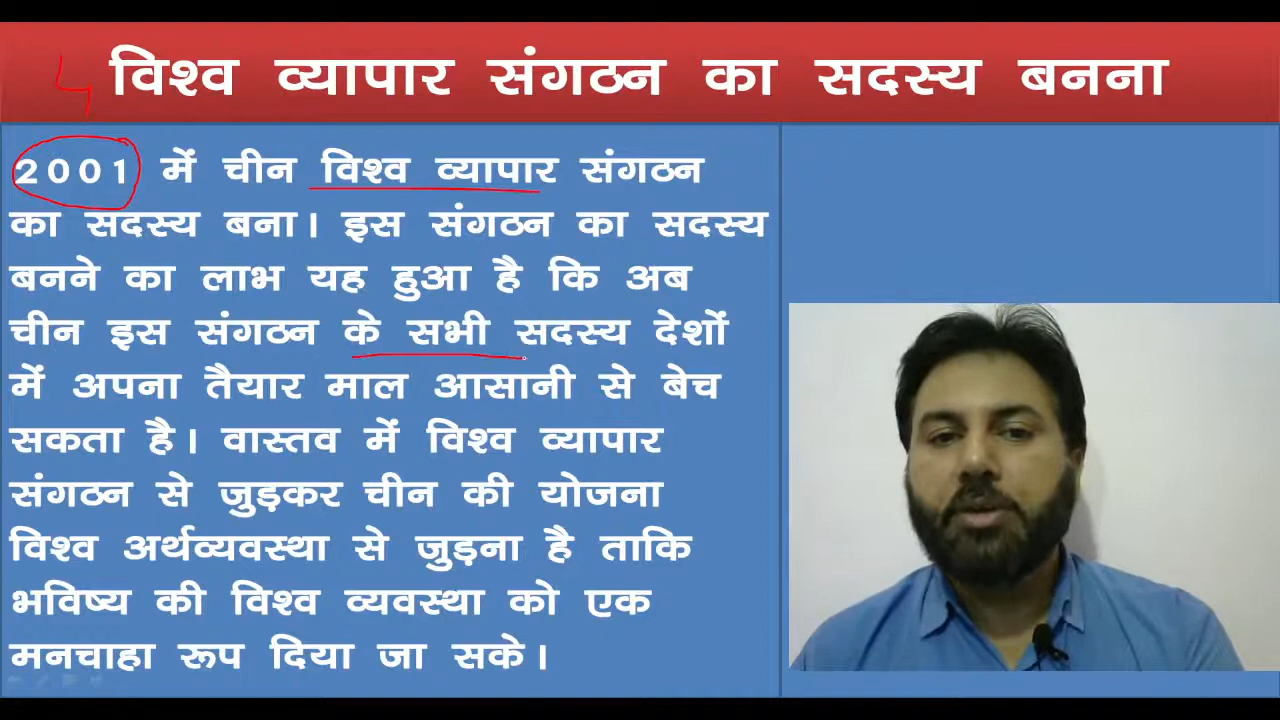 4 विश्व व्यापार संगठन का सदस्य बनना
2001 में चीन विश्व व्यापार संगठन
का सदस्य बना। इस संगठन का सदस्य
बनने का लाभ यह हुआ है कि अब
चीन इस संगठन के सभी सदस्य देशों
में अपना तैयार माल आसानी से बेच
सकता है। वास्तव में विश्व व्यापार
संगठन से जुड़कर चीन की योजना
विश्व अर्थव्यवस्था से जुड़ना है ताकि
भविष्य की विश्व व्यवस्था को एक
मनचाहा रूप दिया जा सके।